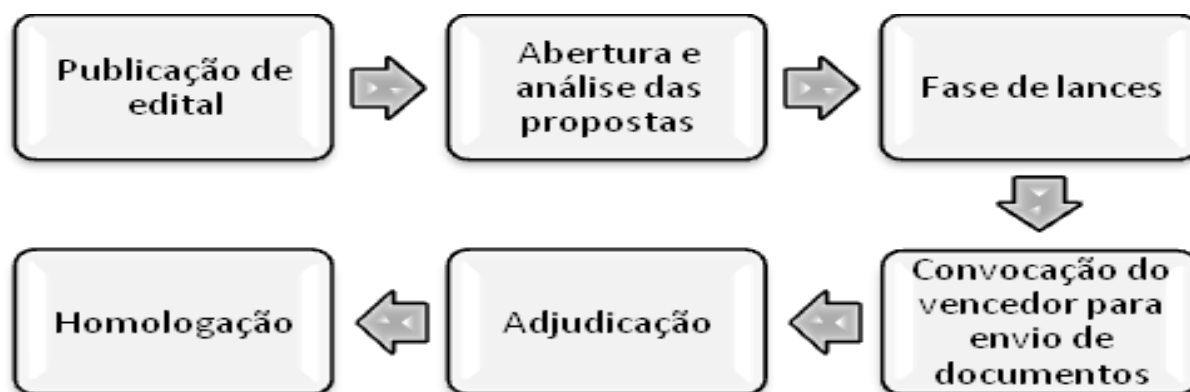 Publicação de
edital
Abertura e
análise das
propostas
Fase de lances
Convocação do
vencedor para
envio de
documentos
Adjudicação
Homologação